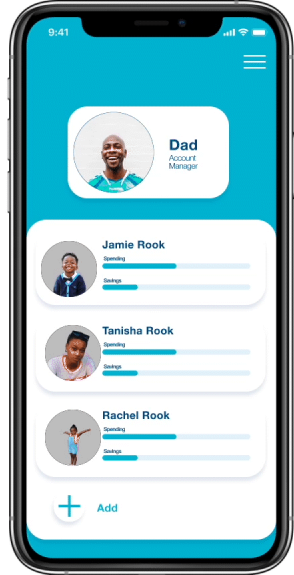 9:41
Dad
Account
Manager
Jamie Rook
Spending
Savings
Tanisha Rook
Spending
Savings
Rachel Rook
Spending
Savings
Add